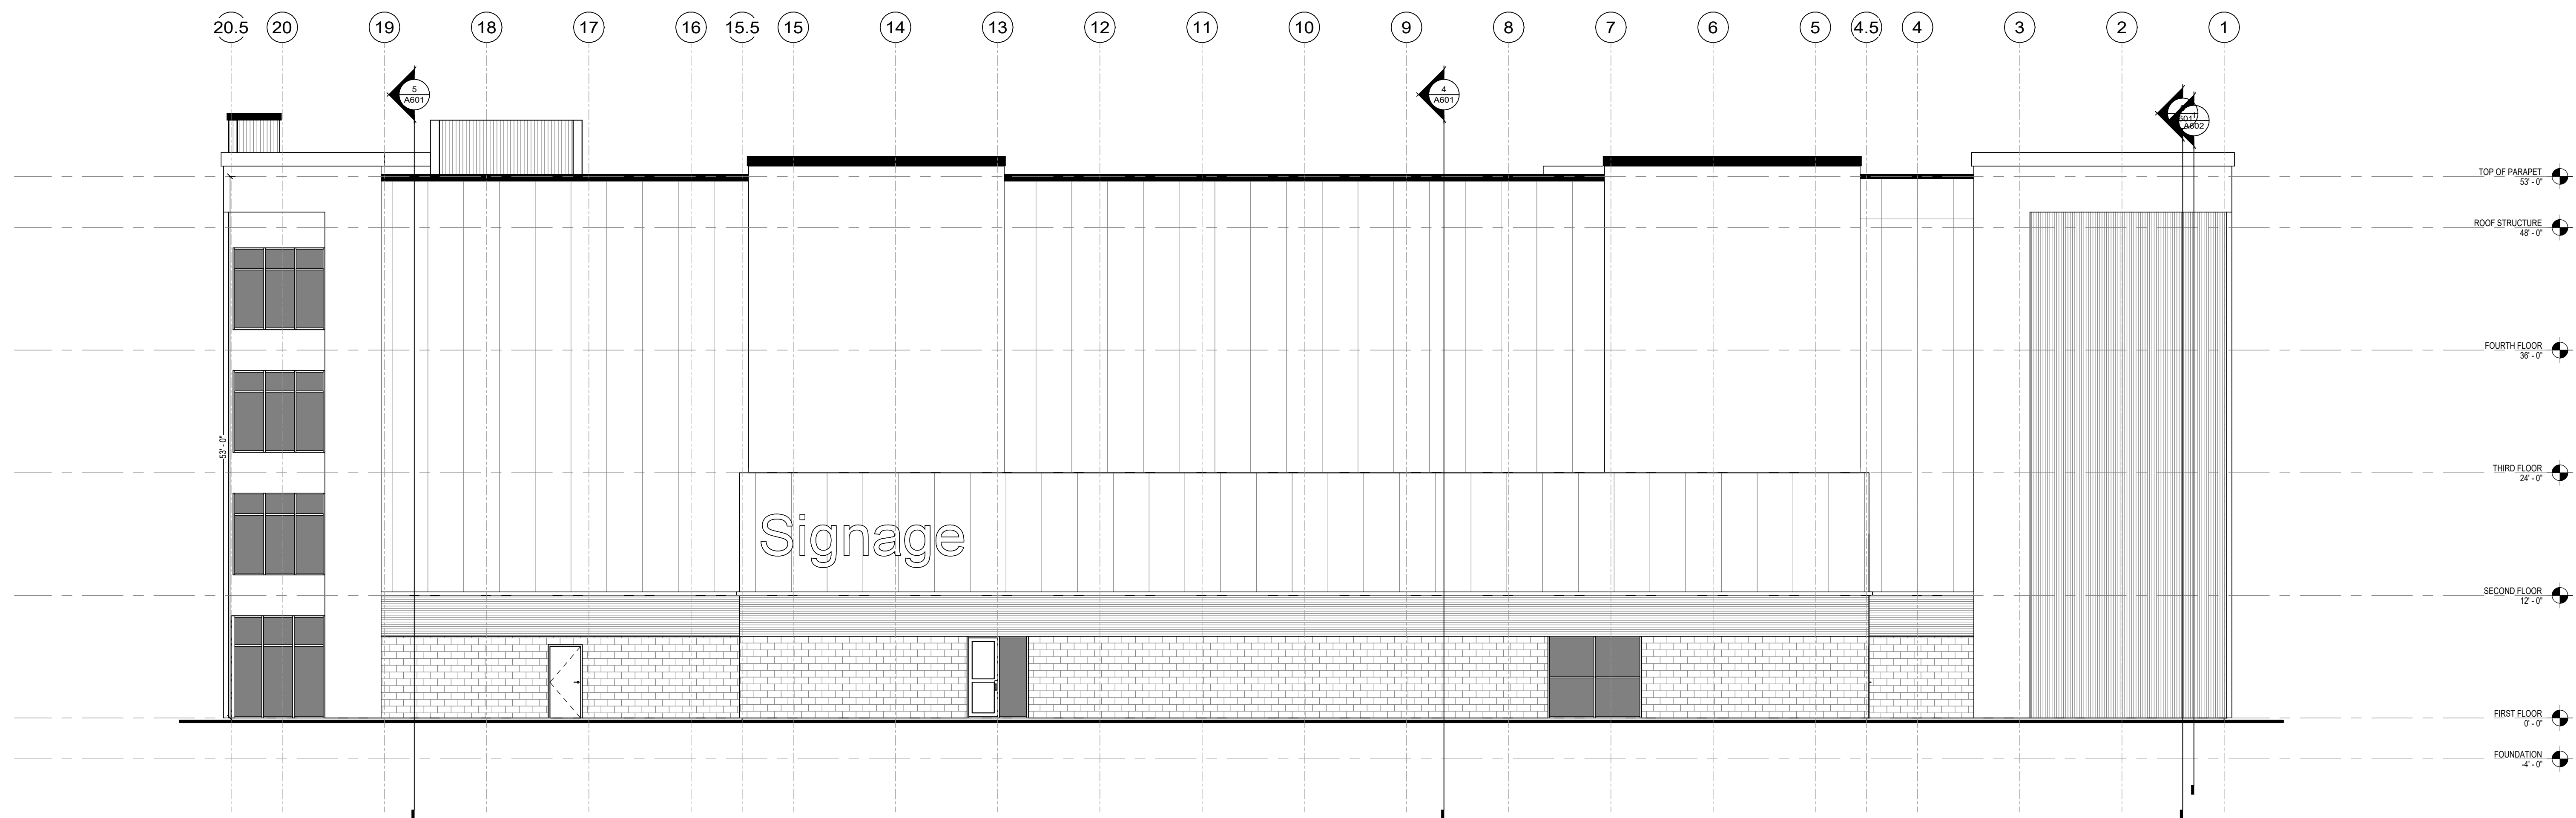 20.5 20 19 18 17 16 15.5 15 14 13 12 11 10 9 8 7 6 5 4.5 4 3 2 1
5
A601
4
A601
A602
TOP OF PARAPET
53' - 0"
ROOF STRUCTURE
48' - 0"
FOURTH FLOOR
36' - 0"
53' - 0"
THIRD FLOOR
24' - 0"
Signage
SECOND FLOOR
12' - 0"
FIRST FLOOR
0' - 0"
FOUNDATION
-4' - 0"